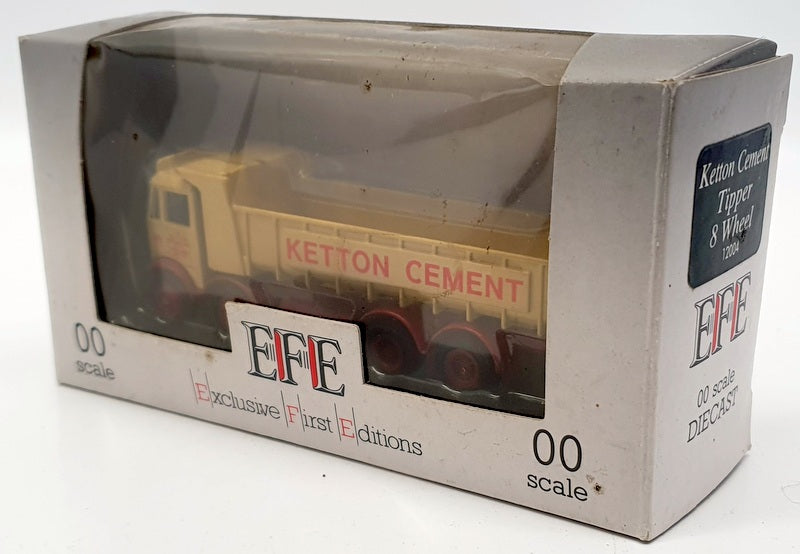 KETTON CEMENT
00
scale
EFE
Exclusive First Editions
00
scale
Ketton Cement
Tipper
8 Wheel
12004
EFE
00 scale
DIECAST